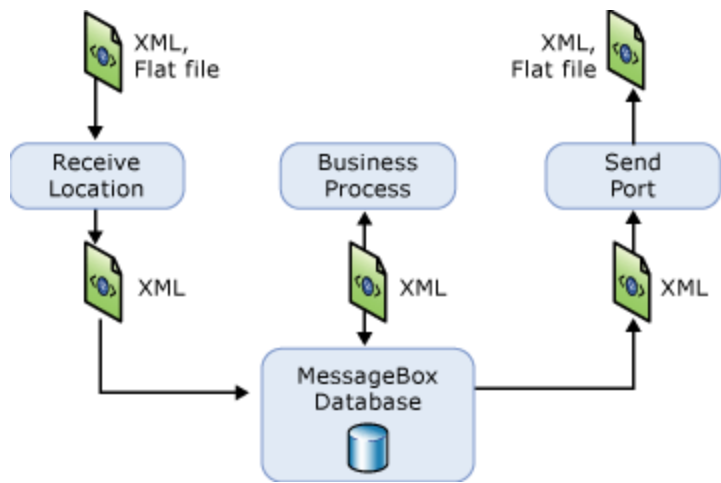 XML,
Flat file
XML,
Flat file
Receive
Location
Business
Process
Send
Port
XML
XML
XML
MessageBox
Database